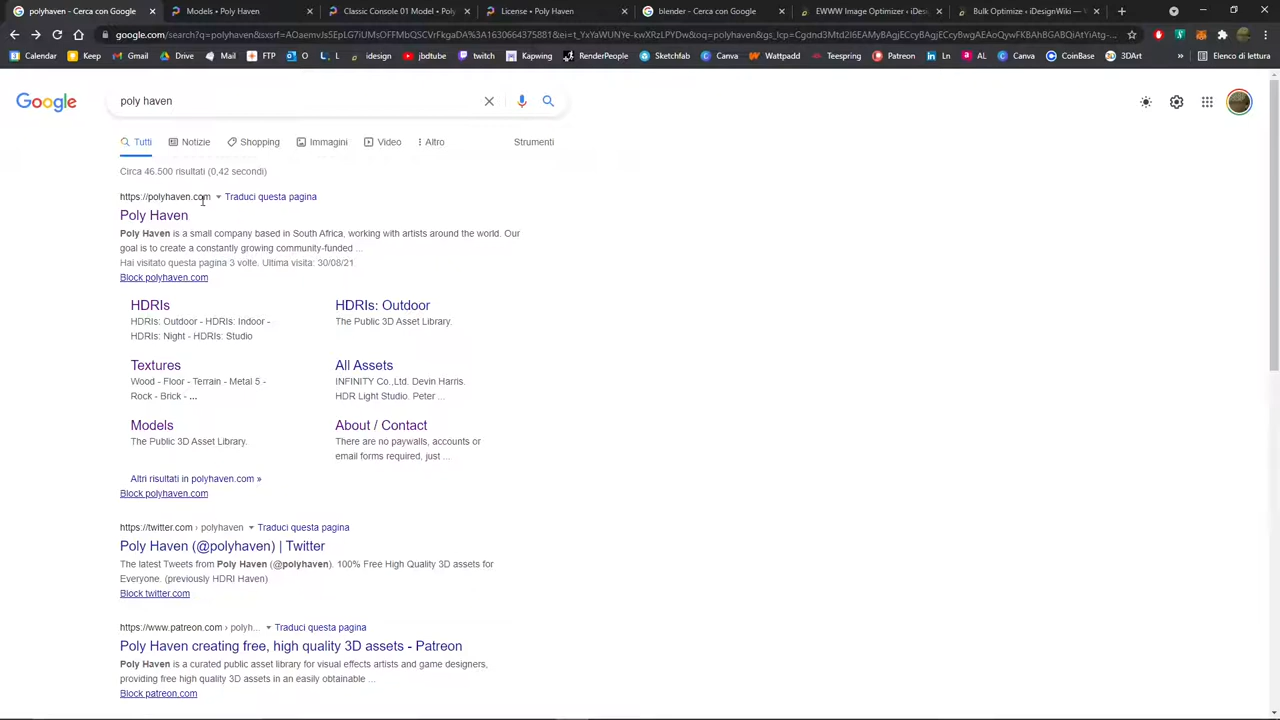 polyhaven - Cerca con Google
Models • Poly Haven
Classic Console 01 Model • Poly
License • Poly Haven
blender - Cerca con Google
EWWW Image Optimizer ‹ iDesi
Bulk Optimize - iDesignWiki —
Calendar
Keep
Gmail
Drive
Mail
FTP
O
L
idesign
jbdtube
twitch
Kapwing
RenderPeople
Sketchfab
Canva
Wattpadd
Teespring
Patreon
Ln
AL
Canva
CoinBase
3DArt
Elenco di lettura
Google
poly haven
Tutti
Notizie
Shopping
Immagini
Video
Altro
Strumenti
Circa 46.500 risultati (0,42 secondi)
https://polyhaven.com
Traduci questa pagina
Poly Haven
Poly Haven is a small company based in South Africa, working with artists around the world. Our
goal is to create a constantly growing community-funded ...
Hai visitato questa pagina 3 volte. Ultima visita: 30/08/21
Block polyhaven.com
HDRIs
HDRIs: Outdoor - HDRIs: Indoor -
HDRIs: Night - HDRIs: Studio
HDRIs: Outdoor
The Public 3D Asset Library.
Textures
Wood - Floor - Terrain - Metal 5 -
Rock - Brick - ...
All Assets
INFINITY Co.,Ltd. Devin Harris.
HDR Light Studio. Peter ...
Models
The Public 3D Asset Library.
About / Contact
There are no paywalls, accounts or
email forms required, just ...
Altri risultati in polyhaven.com »
Block polyhaven.com
https://twitter.com › polyhaven
Traduci questa pagina
Poly Haven (@polyhaven) | Twitter
The latest Tweets from Poly Haven (@polyhaven). 100% Free High Quality 3D assets for
Everyone. (previously HDRI Haven)
Block twitter.com
https://www.patreon.com › polyh...
Traduci questa pagina
Poly Haven creating free, high quality 3D assets - Patreon
Poly Haven is a curated public asset library for visual effects artists and game designers,
providing free high quality 3D assets in an easily obtainable ...
Block patreon.com